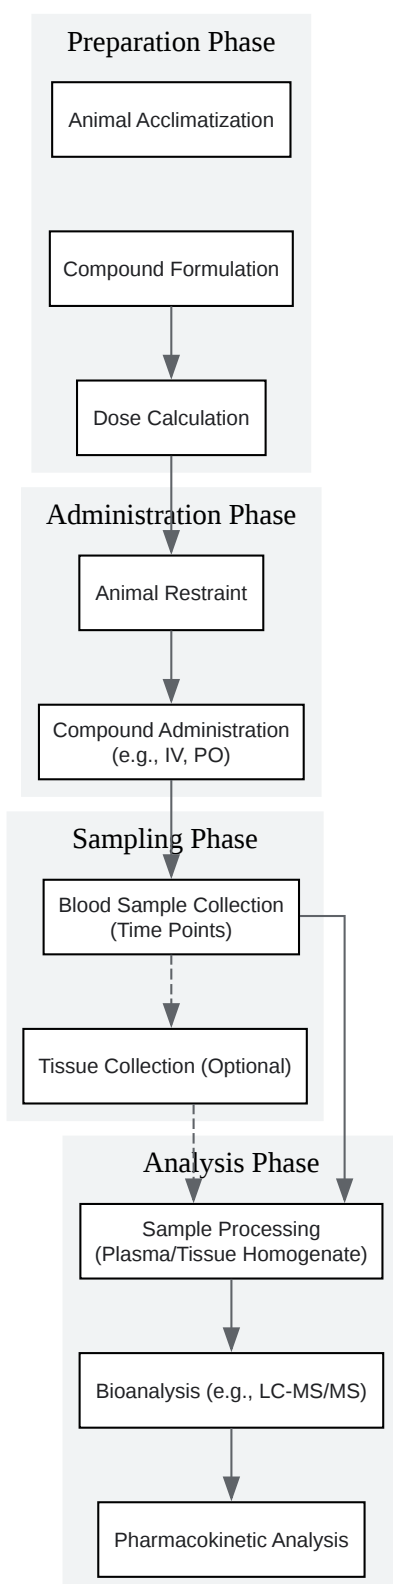 Preparation Phase
Animal Acclimatization
Compound Formulation
Dose Calculation
Administration Phase
Animal Restraint
Compound Administration
(e.g., IV, PO)
Sampling Phase
Blood Sample Collection
(Time Points)
Tissue Collection (Optional)
Analysis Phase
Sample Processing
(Plasma/Tissue Homogenate)
Bioanalysis (e.g., LC-MS/MS)
Pharmacokinetic Analysis